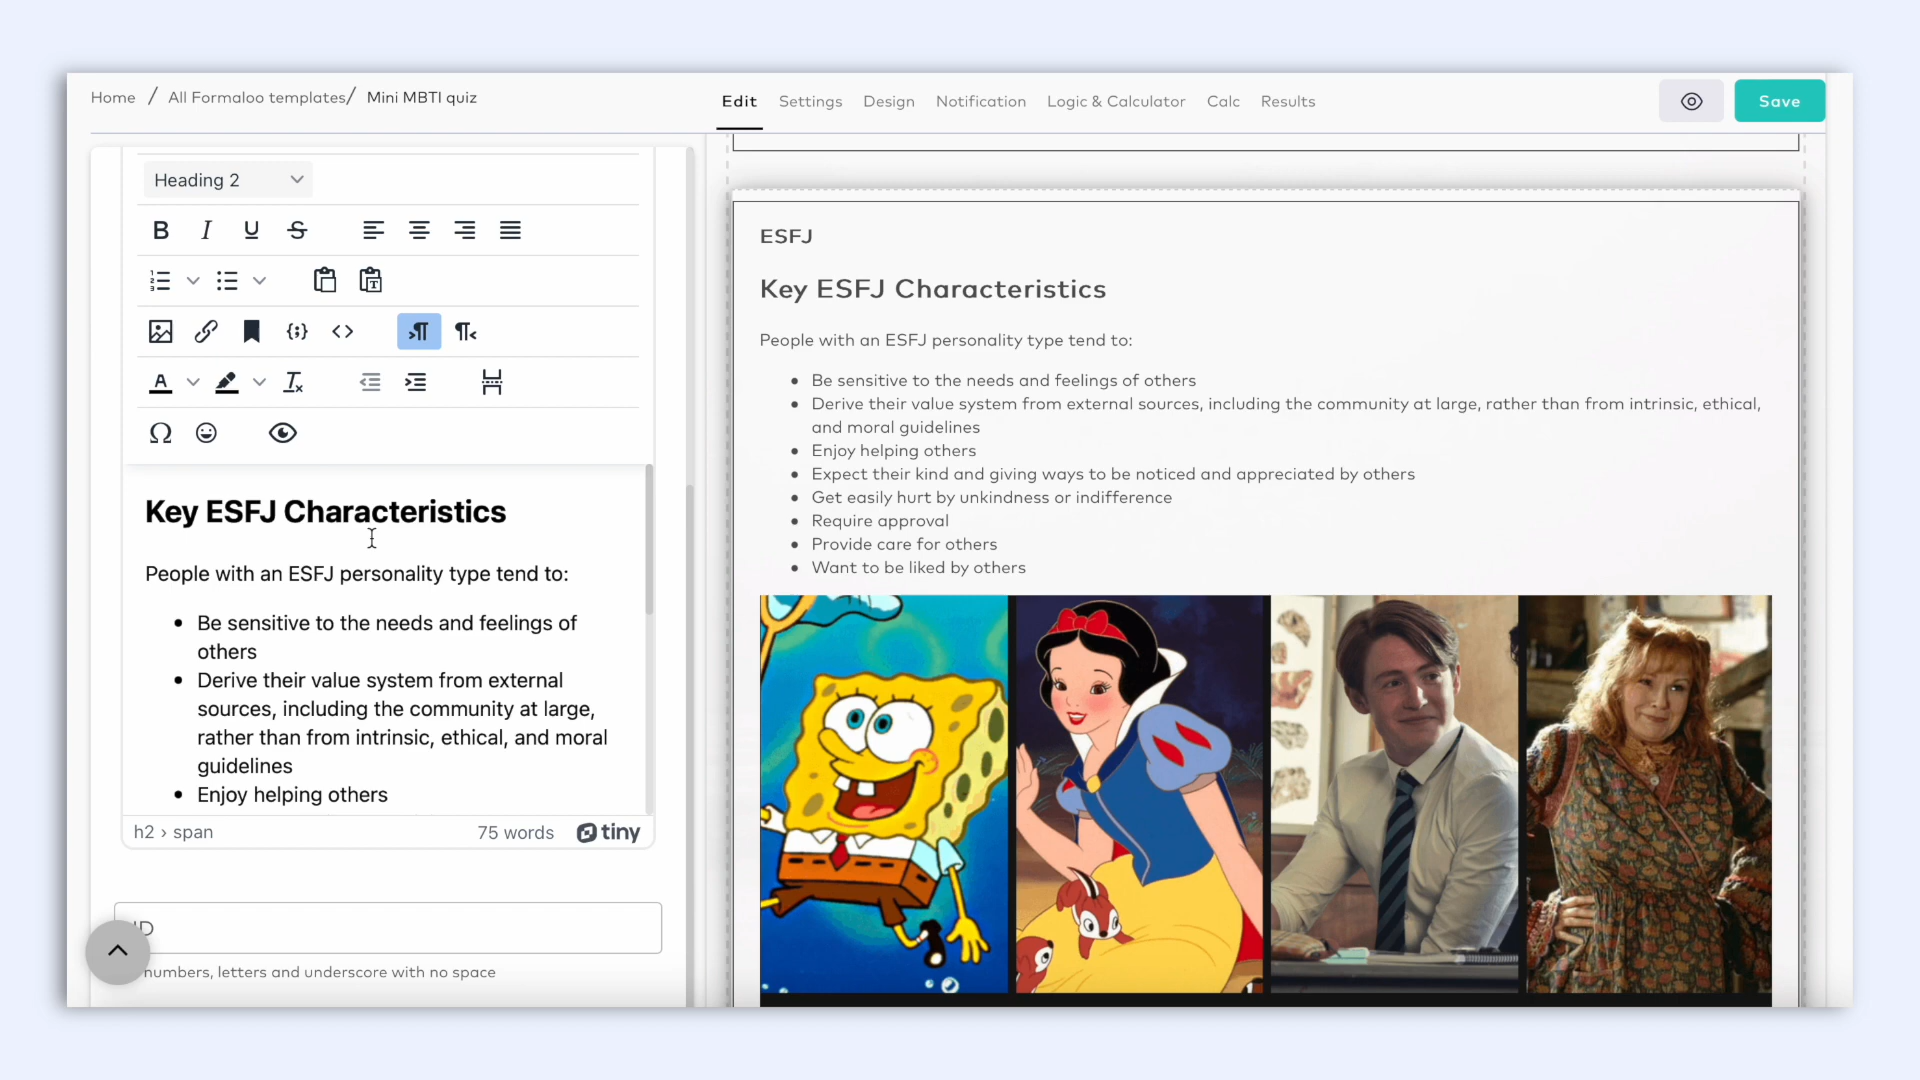 Home / All Formaloo templates / Mini MBTI quiz
Edit Settings Design Notification Logic & Calculator Calc Results
Save
Heading 2
Key ESFJ Characteristics
People with an ESFJ personality type tend to:
• Be sensitive to the needs and feelings of
others
• Derive their value system from external
sources, including the community at large,
rather than from intrinsic, ethical, and moral
guidelines
• Enjoy helping others
h2 › span
75 words
tiny
ID
numbers, letters and underscore with no space
ESFJ
Key ESFJ Characteristics
People with an ESFJ personality type tend to:
• Be sensitive to the needs and feelings of others
• Derive their value system from external sources, including the community at large, rather than from intrinsic, ethical,
and moral guidelines
• Enjoy helping others
• Expect their kind and giving ways to be noticed and appreciated by others
• Get easily hurt by unkindness or indifference
• Require approval
• Provide care for others
• Want to be liked by others